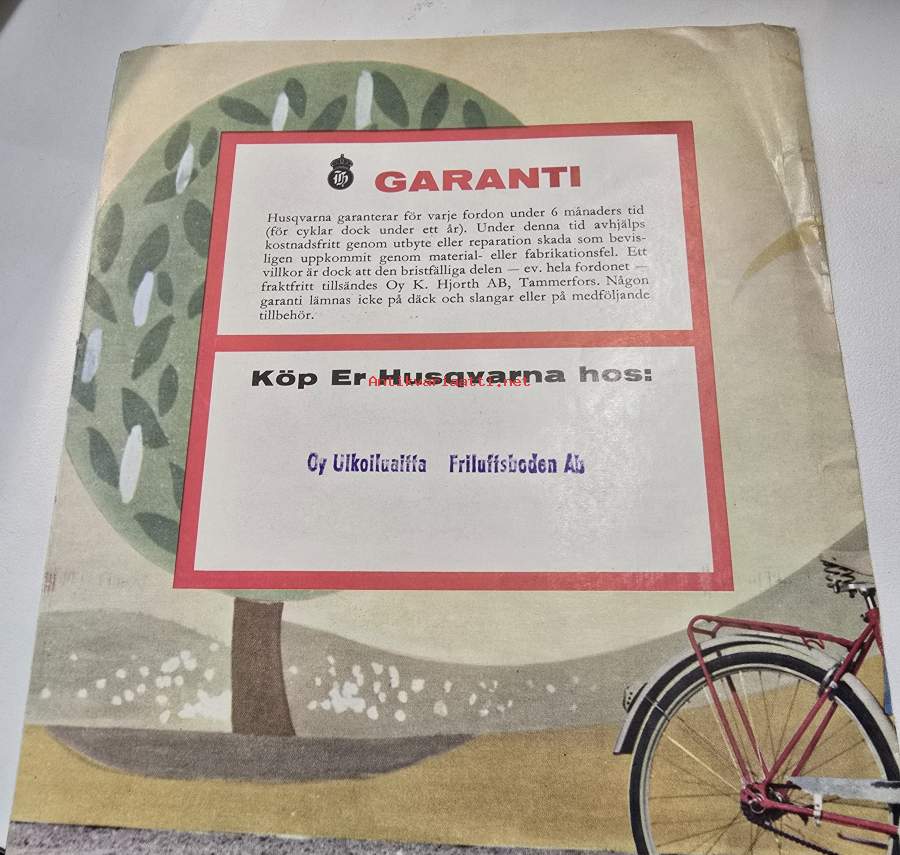 GARANTI
Husqvarna garanterar för varje fordon under 6 månaders tid
(för cyklar dock under ett år). Under denna tid avhjälps
kostnadsfritt genom utbyte eller reparation skada som bevis-
ligen uppkommit genom material- eller fabrikationsfel. Ett
villkor är dock att den bristfälliga delen — ev. hela fordonet —
fraktfritt tillsändes Oy K. Hjorth AB, Tammerfors. Någon
garanti lämnas icke på däck och slangar eller på medföljande
tillbehör.
Köp Er Husqvarna hos:
Antikvariaatti.net
Oy Ulkoiluaitta Friluftsboden Ab